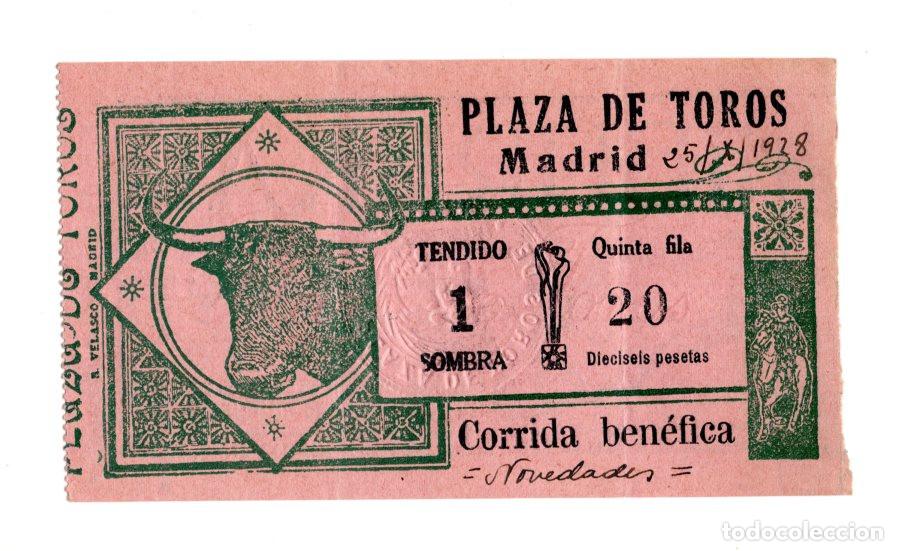 PLAZA DE TOROS
PLAZA DE TOROS
Madrid 25/X/1928
R. VELASCO MADRID
TENDIDO
1
SOMBRA
Quinta fila
20
Dieciseis pesetas
Corrida benéfica
= Novedades =
todocoleccion